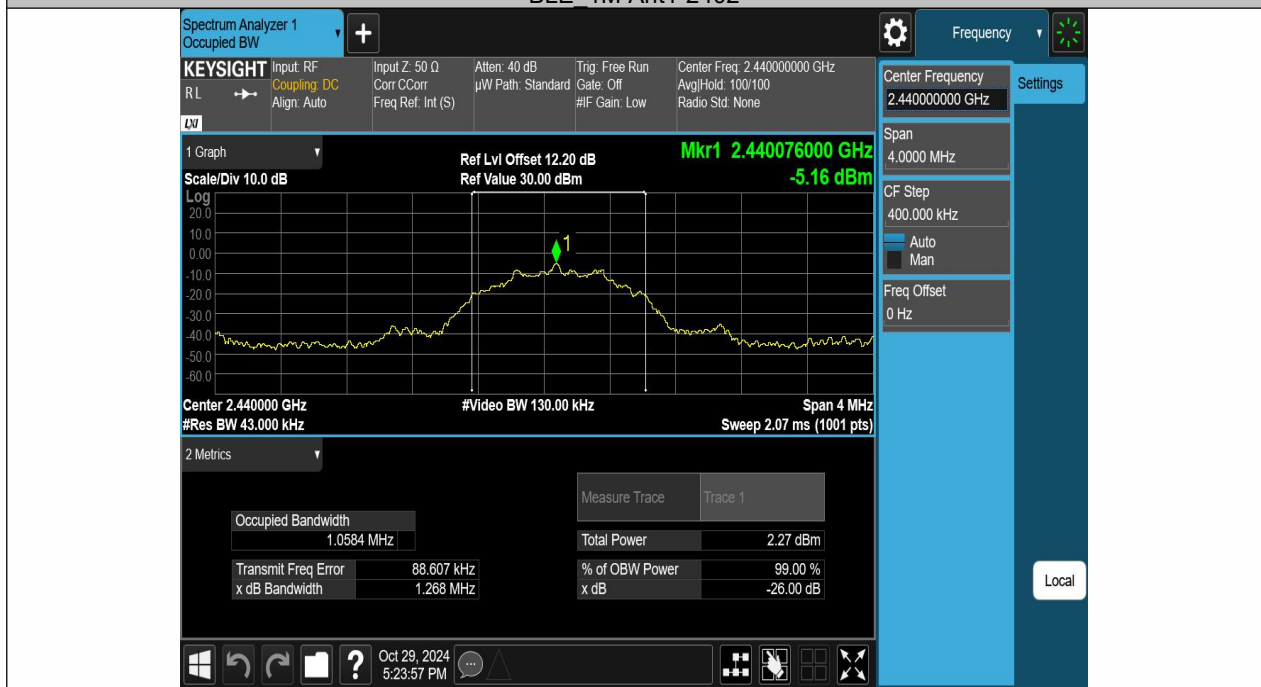 Spectrum Analyzer 1
Occupied BW
+
Frequency
KEYSIGHT
R L
LXI
Input: RF
Coupling: DC
Align: Auto
Input Z: 50 Ω
Corr CCorr
Freq Ref: Int (S)
Atten: 40 dB
µW Path: Standard
Trig: Free Run
Gate: Off
#IF Gain: Low
Center Freq: 2.440000000 GHz
Avg|Hold: 100/100
Radio Std: None
Center Frequency
2.440000000 GHz
Settings
Span
4.0000 MHz
CF Step
400.000 kHz
Auto
Man
Freq Offset
0 Hz
Local
1 Graph
Scale/Div 10.0 dB
Ref Lvl Offset 12.20 dB
Ref Value 30.00 dBm
Mkr1 2.440076000 GHz
-5.16 dBm
Log
20.0
10.0
0.00
-10.0
-20.0
-30.0
-40.0
-50.0
-60.0
1
Center 2.440000 GHz
#Res BW 43.000 kHz
#Video BW 130.00 kHz
Span 4 MHz
Sweep 2.07 ms (1001 pts)
2 Metrics
Measure Trace Trace 1
Occupied Bandwidth
1.0584 MHz
Total Power 2.27 dBm
Transmit Freq Error 88.607 kHz
% of OBW Power 99.00 %
x dB Bandwidth 1.268 MHz
x dB -26.00 dB
?
Oct 29, 2024
5:23:57 PM